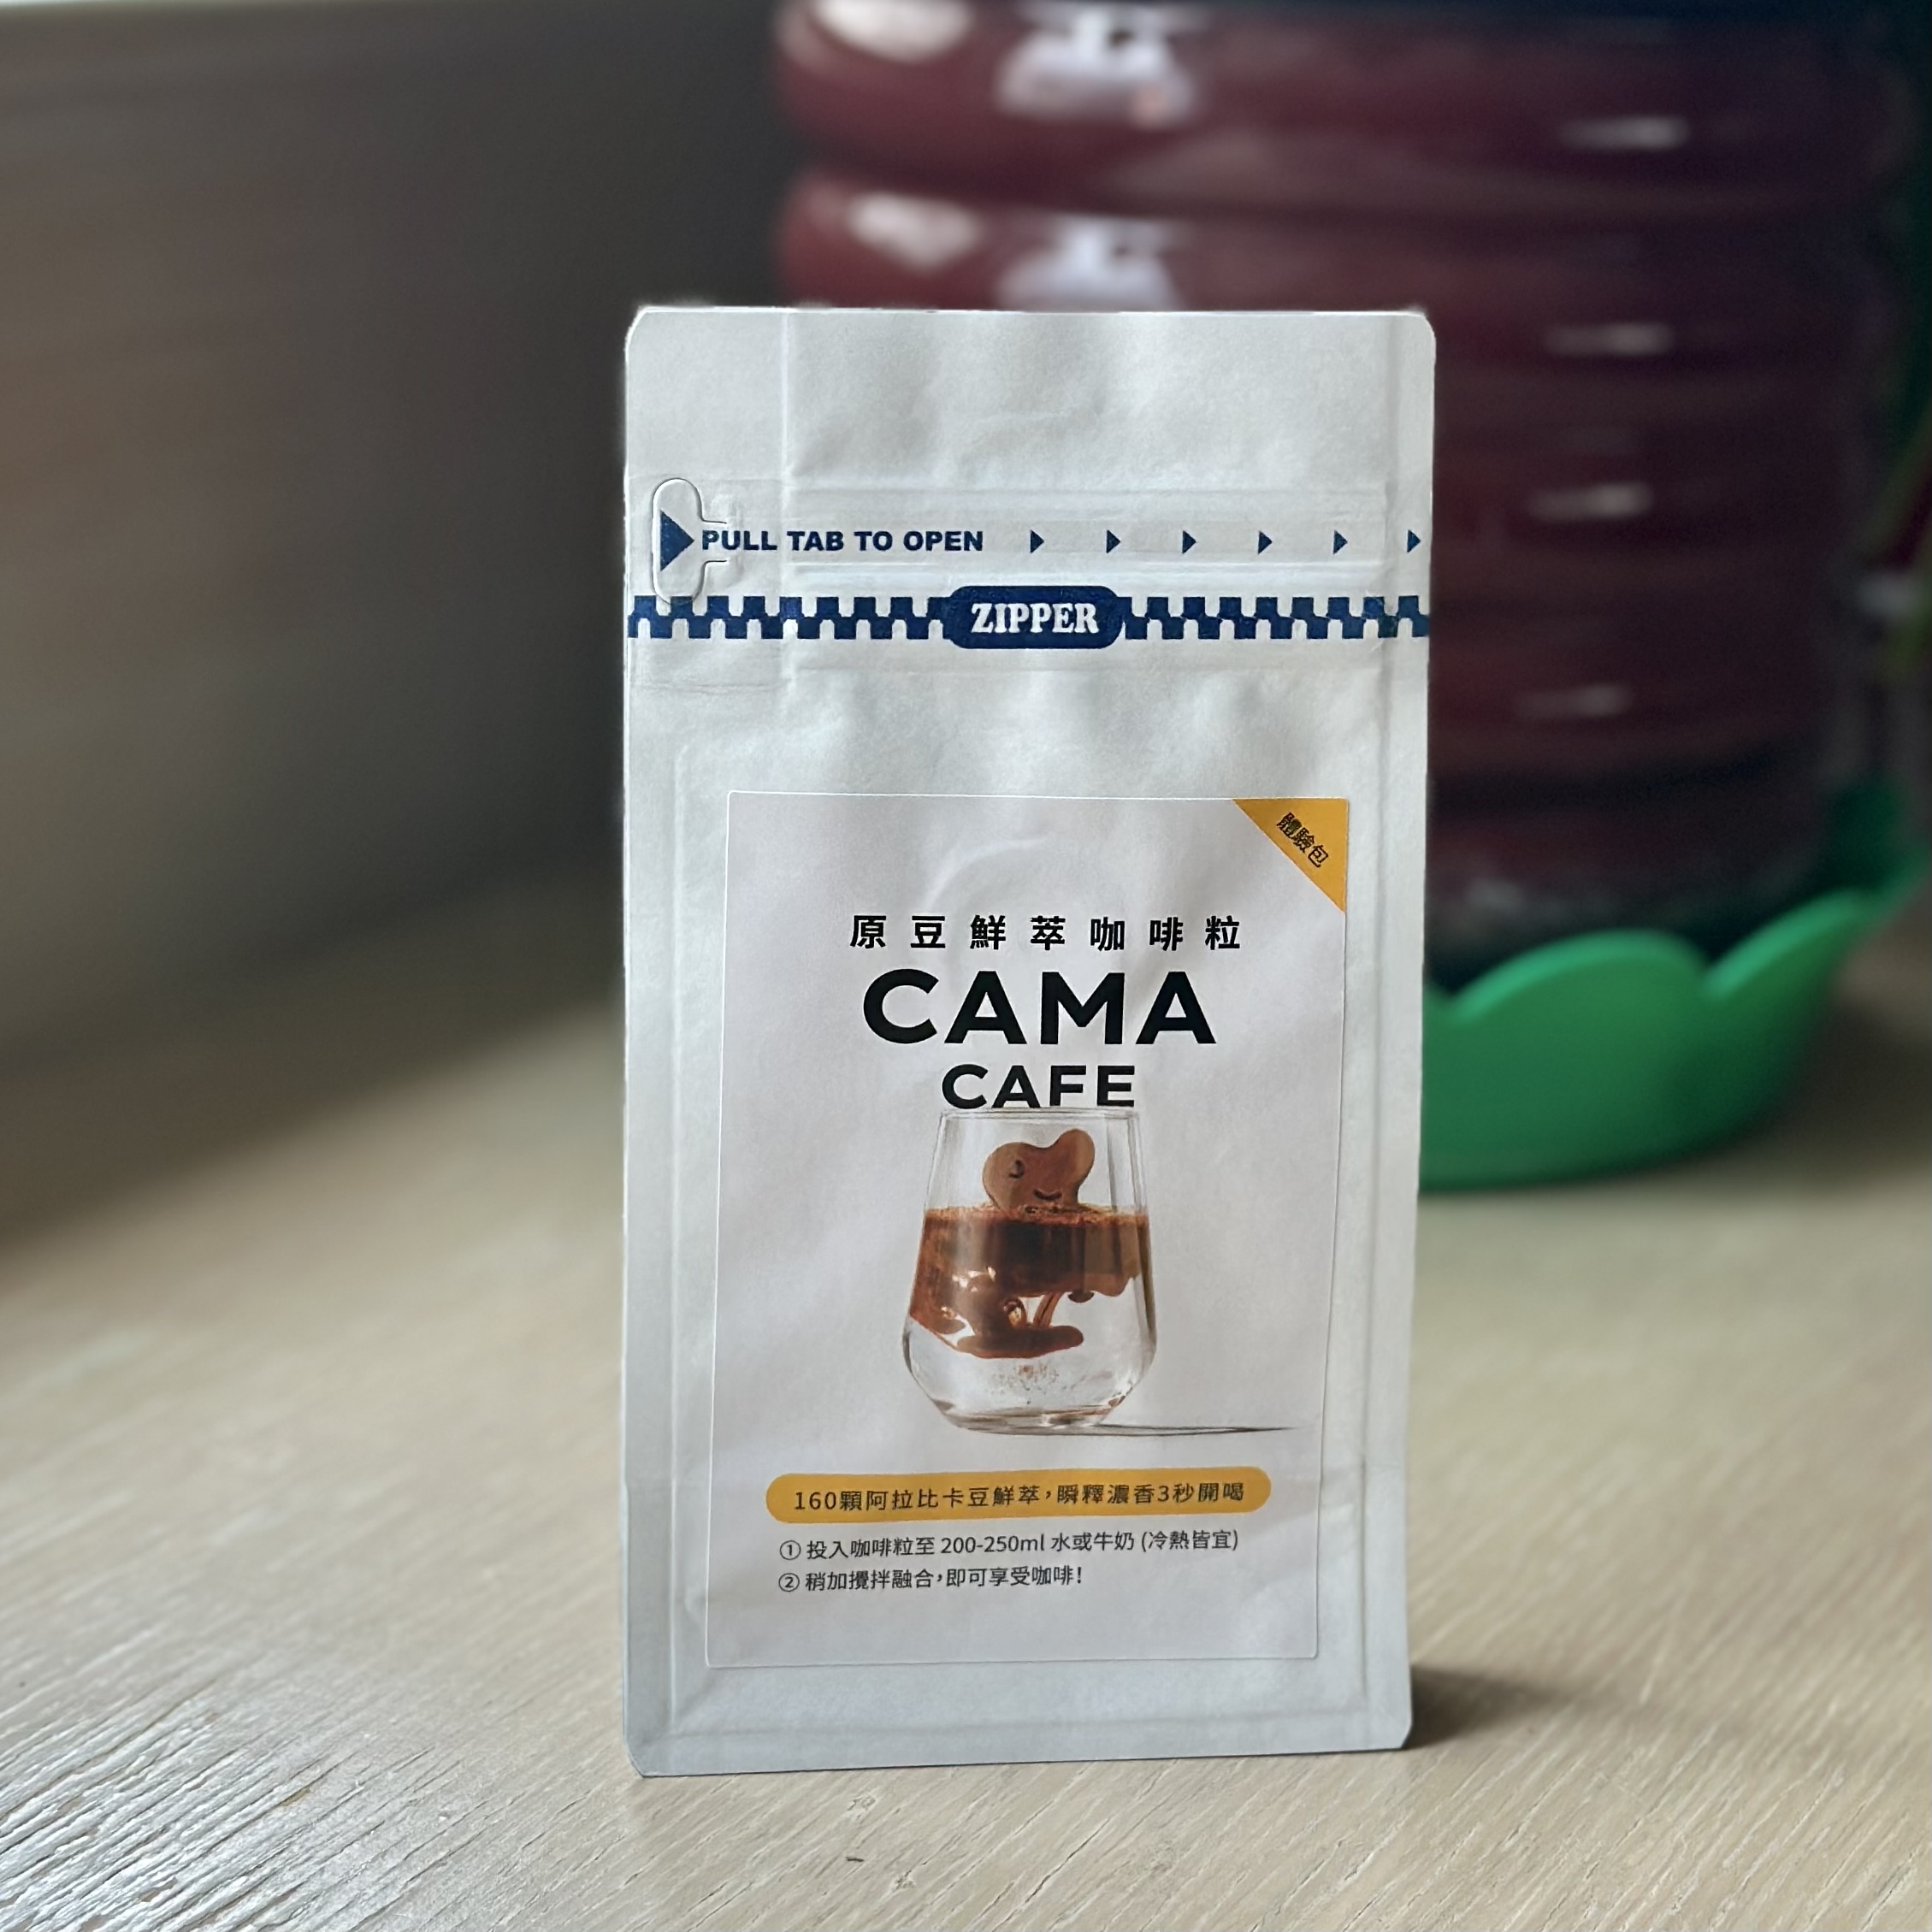 PULL TAB TO OPEN
ZIPPER
體驗包
原豆鮮萃咖啡粒
CAMA
CAFE
160顆阿拉比卡豆鮮萃，瞬釋濃香3秒開喝
① 投入咖啡粒至 200-250ml 水或牛奶 (冷熱皆宜)
② 稍加攪拌融合，即可享受咖啡！